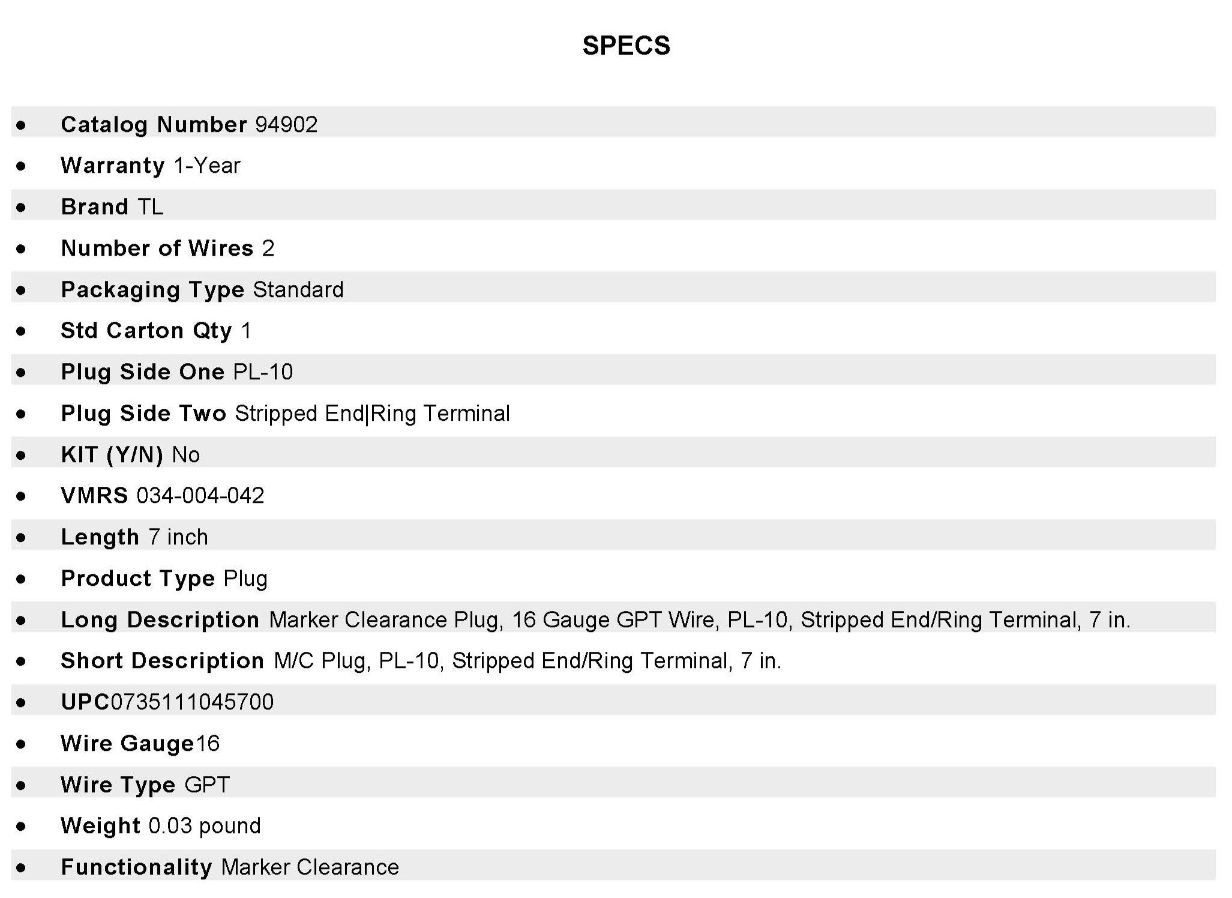 SPECS
• Catalog Number 94902
• Warranty 1-Year
• Brand TL
• Number of Wires 2
• Packaging Type Standard
• Std Carton Qty 1
• Plug Side One PL-10
• Plug Side Two Stripped End|Ring Terminal
• KIT (Y/N) No
• VMRS 034-004-042
• Length 7 inch
• Product Type Plug
• Long Description Marker Clearance Plug, 16 Gauge GPT Wire, PL-10, Stripped End/Ring Terminal, 7 in.
• Short Description M/C Plug, PL-10, Stripped End/Ring Terminal, 7 in.
• UPC0735111045700
• Wire Gauge16
• Wire Type GPT
• Weight 0.03 pound
• Functionality Marker Clearance